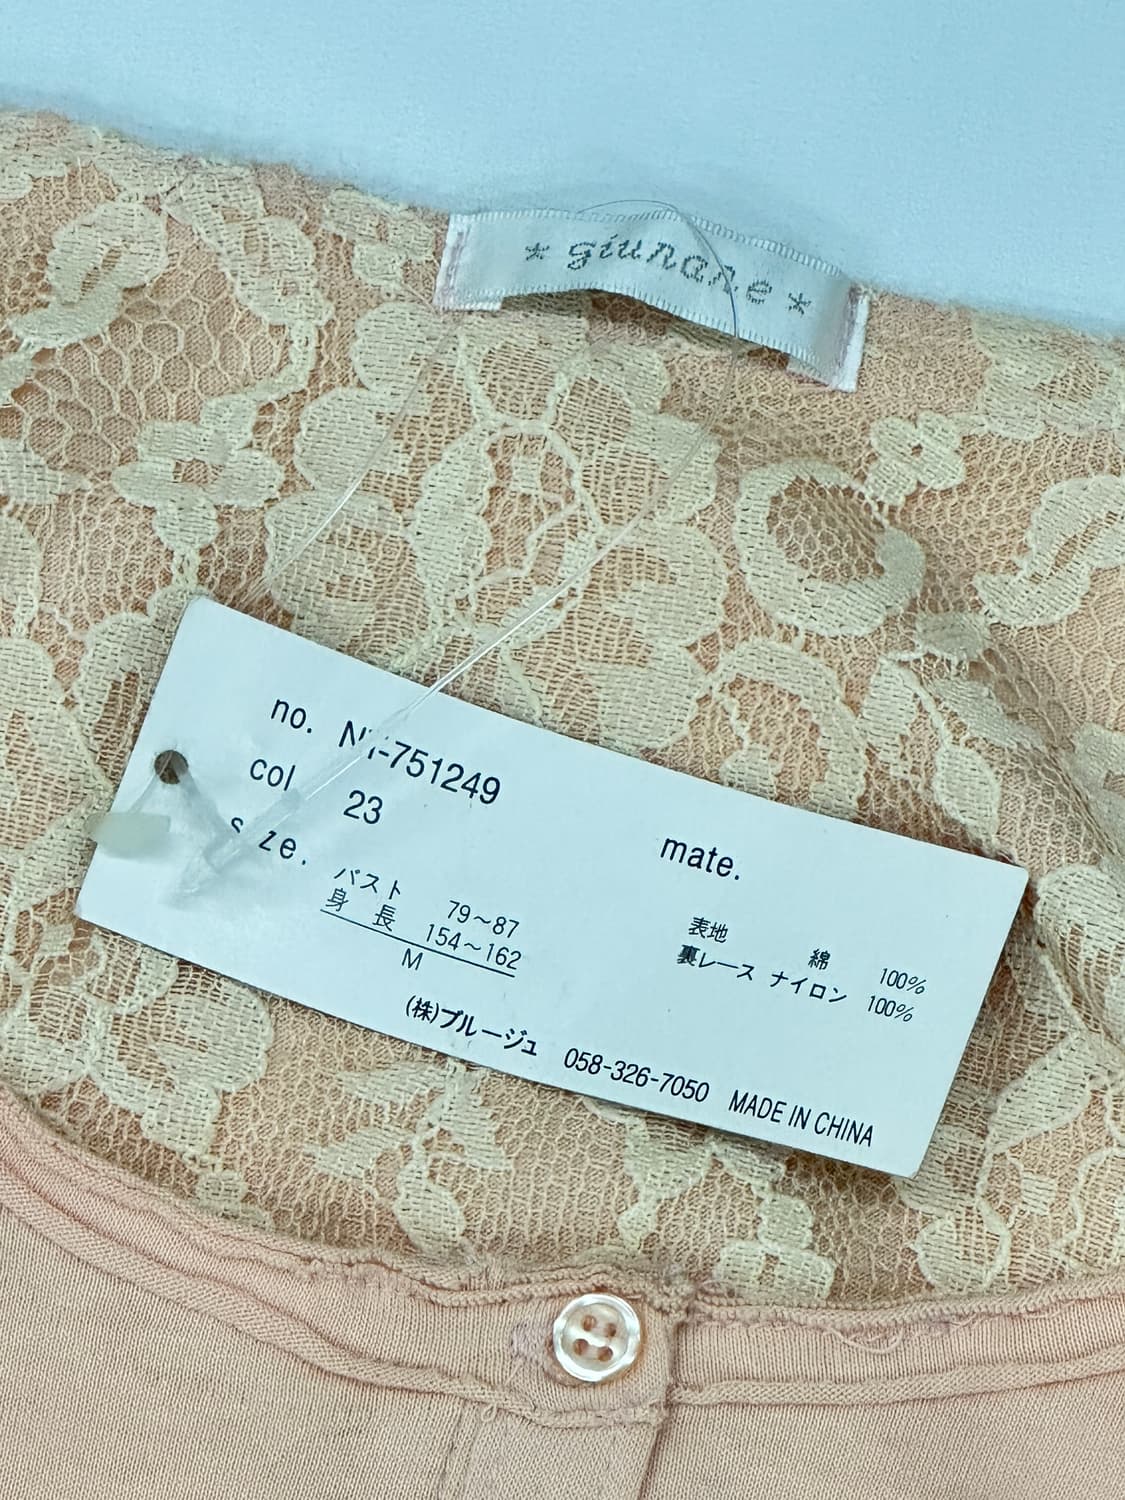 * giunane *
no. NT-751249
col 23
size.
バスト 79〜87
身 長 154〜162
M
mate.
表地 綿 100%
裏レース ナイロン 100%
(株)ブルージュ 058-326-7050 MADE IN CHINA